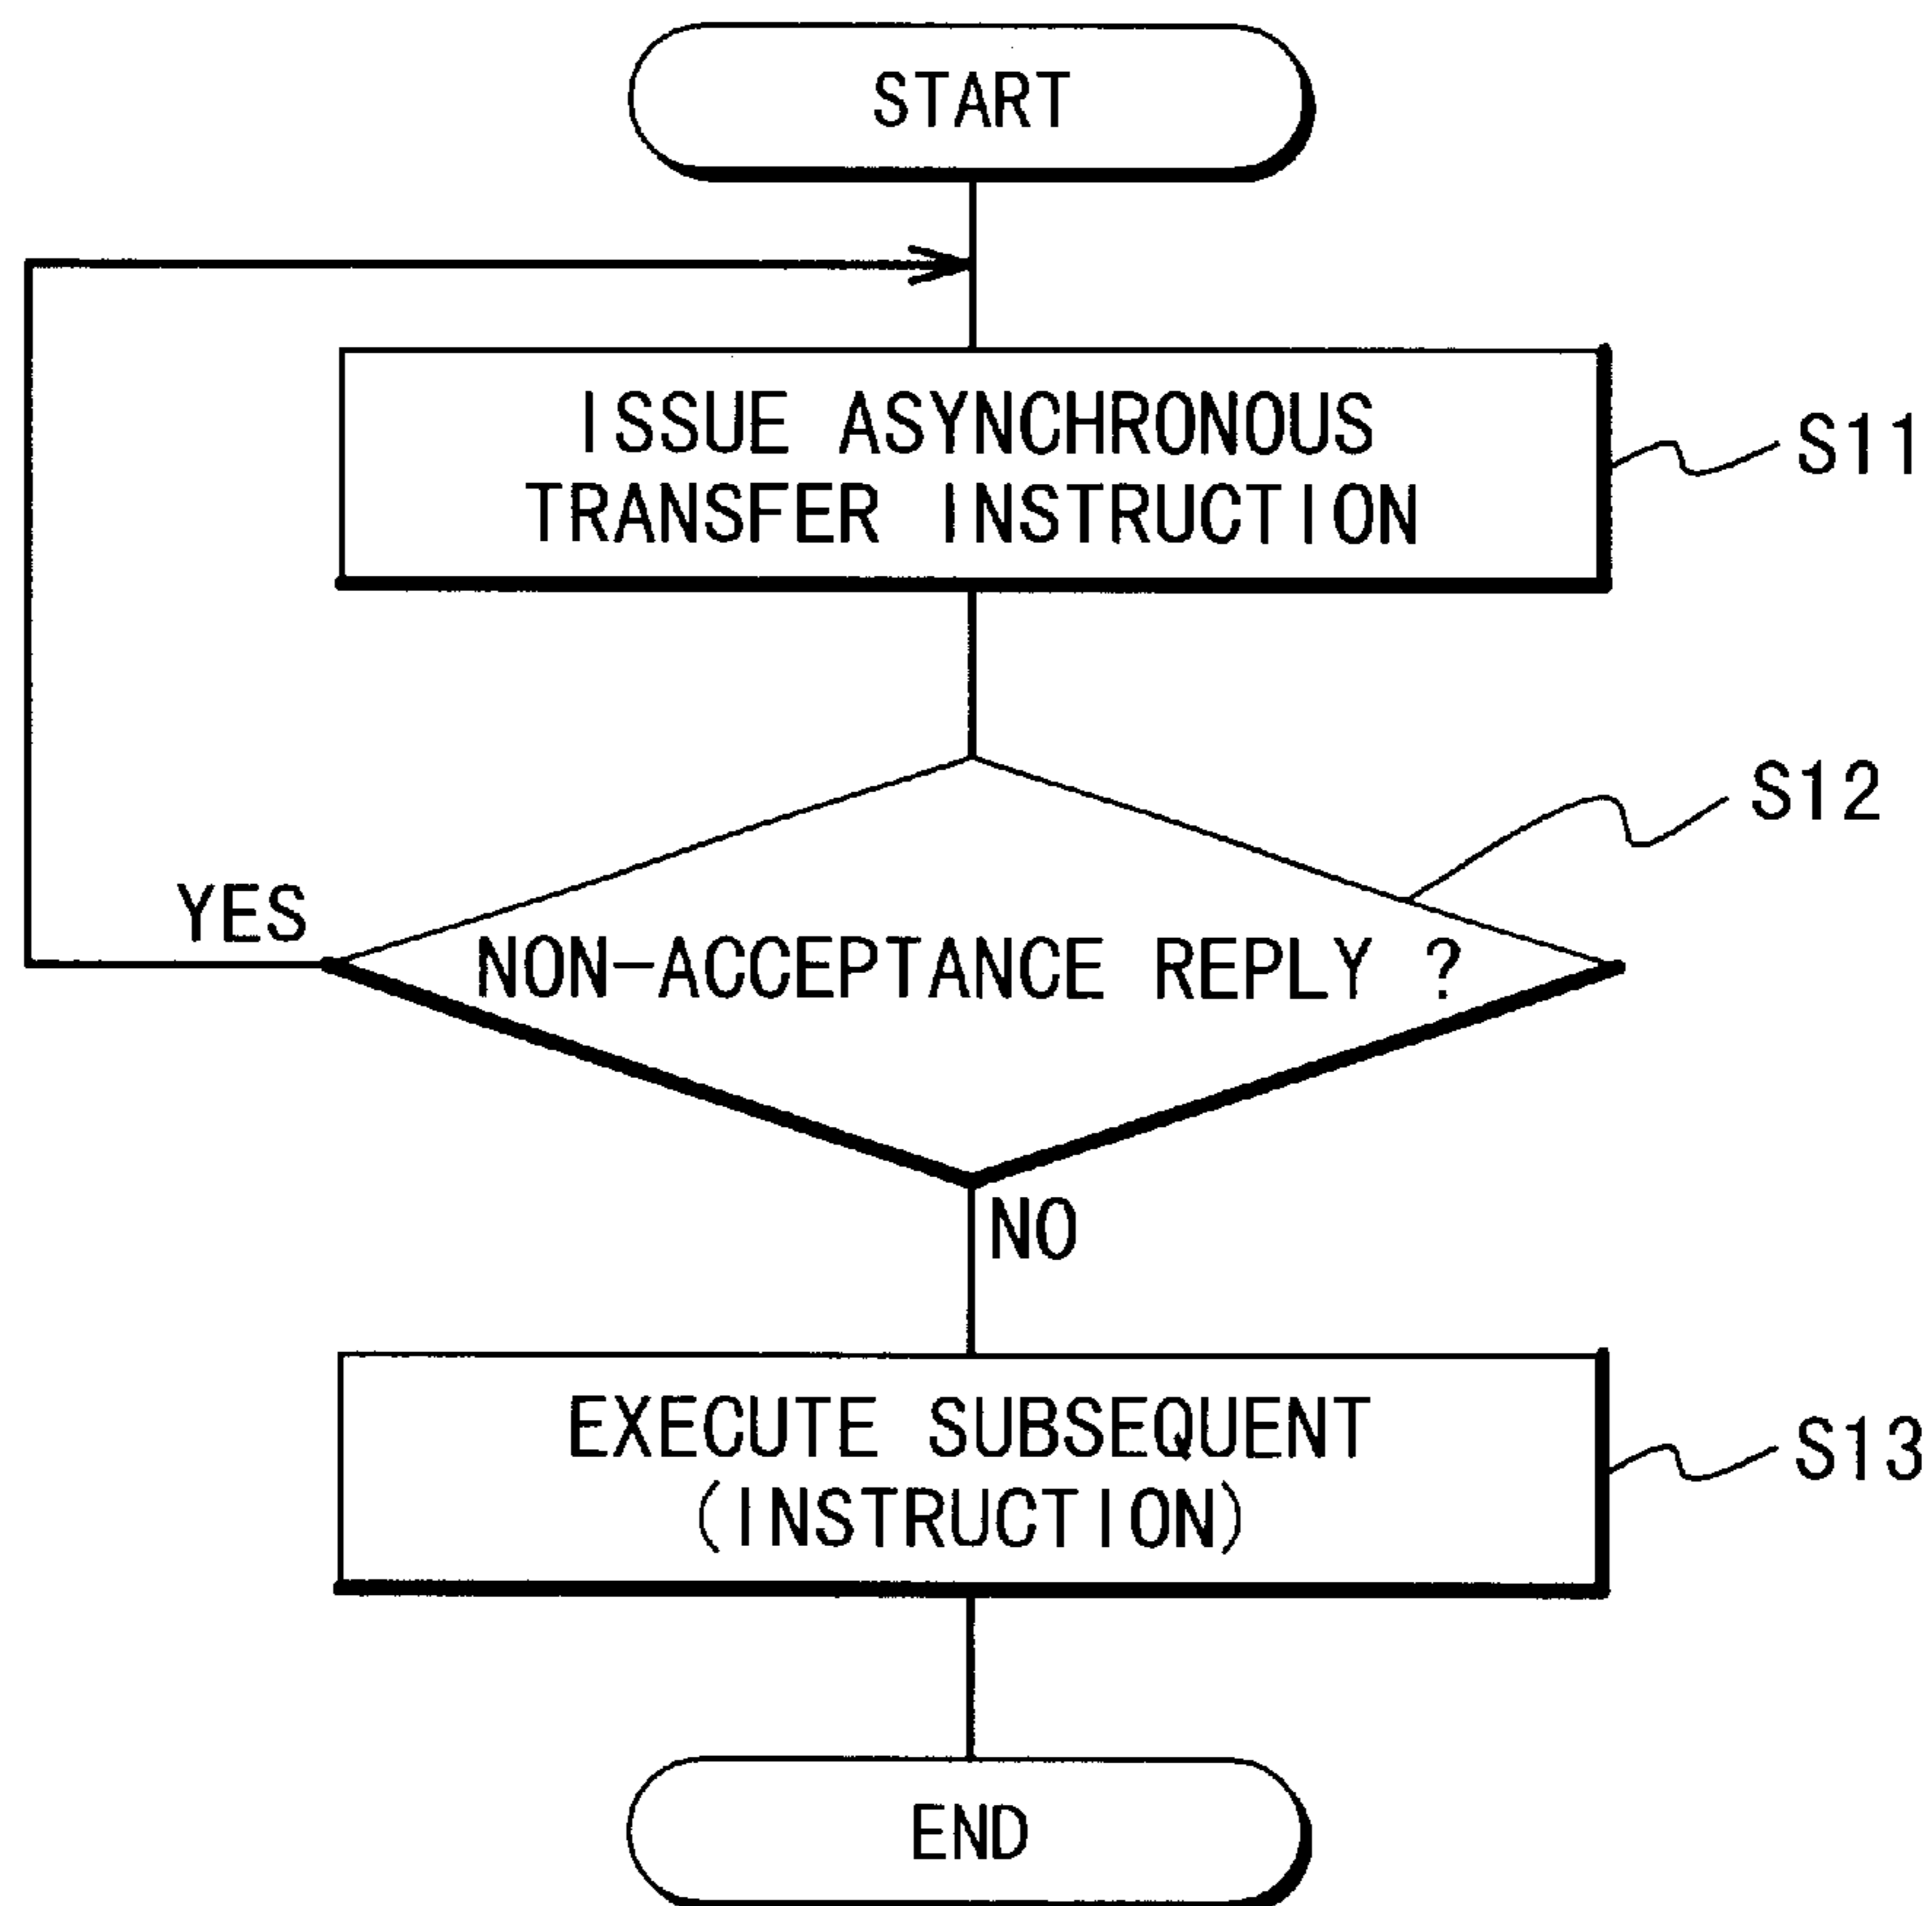 START
ISSUE ASYNCHRONOUS
TRANSFER INSTRUCTION
S11
S12
YES
NON-ACCEPTANCE REPLY ?
NO
EXECUTE SUBSEQUENT
(INSTRUCTION)
S13
END